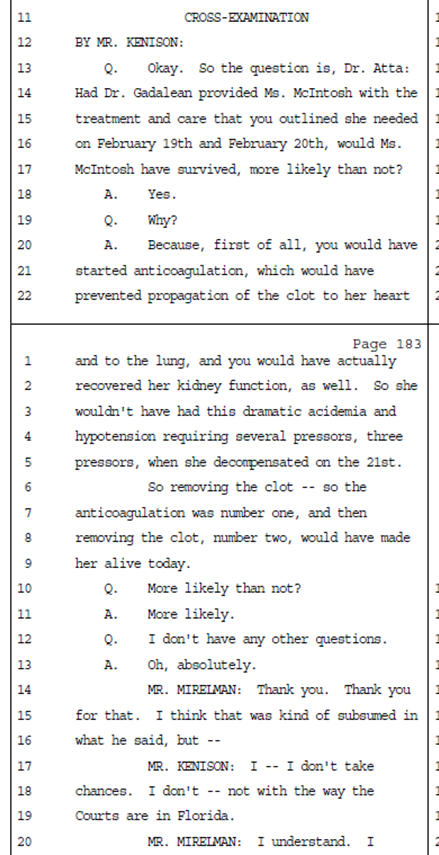 11 CROSS-EXAMINATION
12 BY MR. KENISON:
13 Q. Okay. So the question is, Dr. Atta:
14 Had Dr. Gadalean provided Ms. McIntosh with the
15 treatment and care that you outlined she needed
16 on February 19th and February 20th, would Ms.
17 McIntosh have survived, more likely than not?
18 A. Yes.
19 Q. Why?
20 A. Because, first of all, you would have
21 started anticoagulation, which would have
22 prevented propagation of the clot to her heart
Page 183
1 and to the lung, and you would have actually
2 recovered her kidney function, as well. So she
3 wouldn't have had this dramatic acidemia and
4 hypotension requiring several pressors, three
5 pressors, when she decompensated on the 21st.
6 So removing the clot -- so the
7 anticoagulation was number one, and then
8 removing the clot, number two, would have made
9 her alive today.
10 Q. More likely than not?
11 A. More likely.
12 Q. I don't have any other questions.
13 A. Oh, absolutely.
14 MR. MIRELMAN: Thank you. Thank you
15 for that. I think that was kind of subsumed in
16 what he said, but --
17 MR. KENISON: I -- I don't take
18 chances. I don't -- not with the way the
19 Courts are in Florida.
20 MR. MIRELMAN: I understand. I